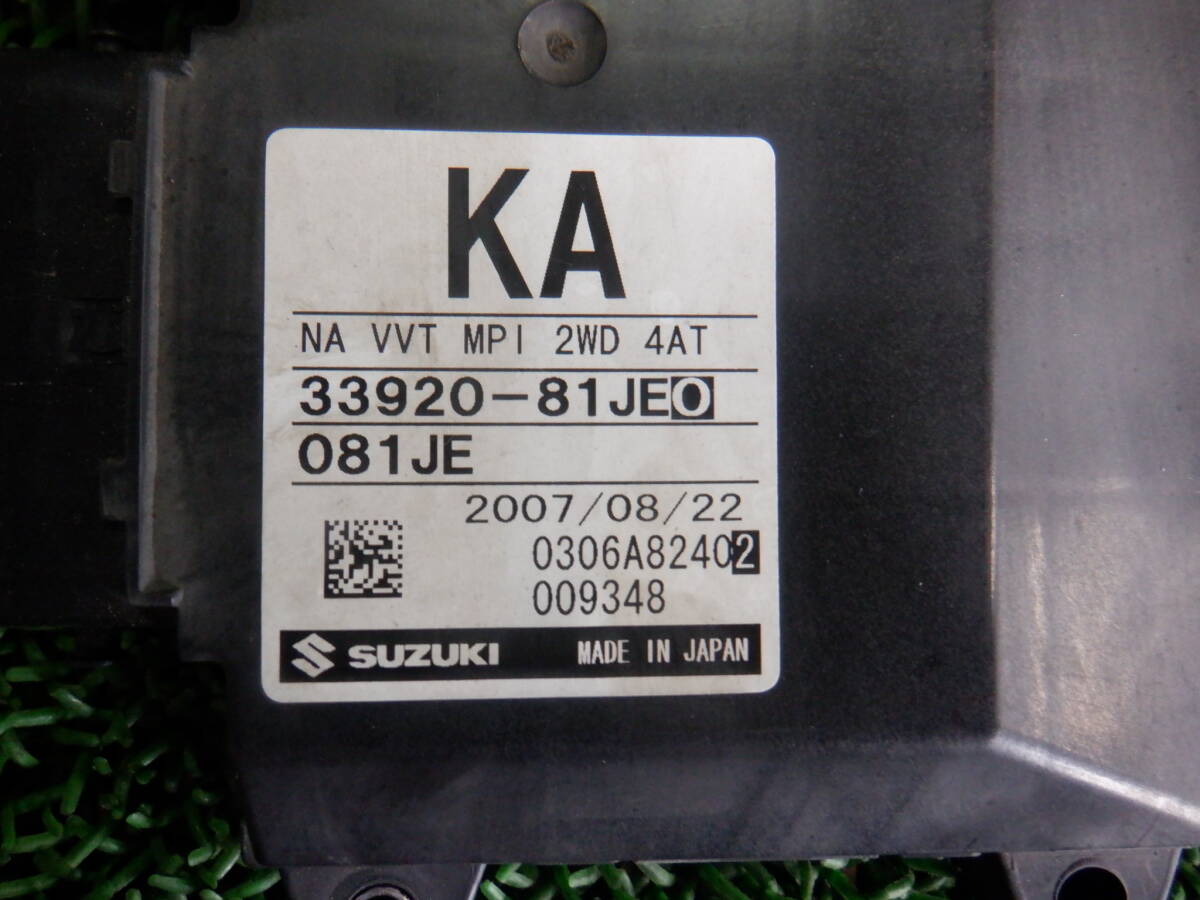 KA
NA VVT MPI 2WD 4AT
33920-81JE0
081JE
2007/08/22
0306A82402
009348
SUZUKI MADE IN JAPAN